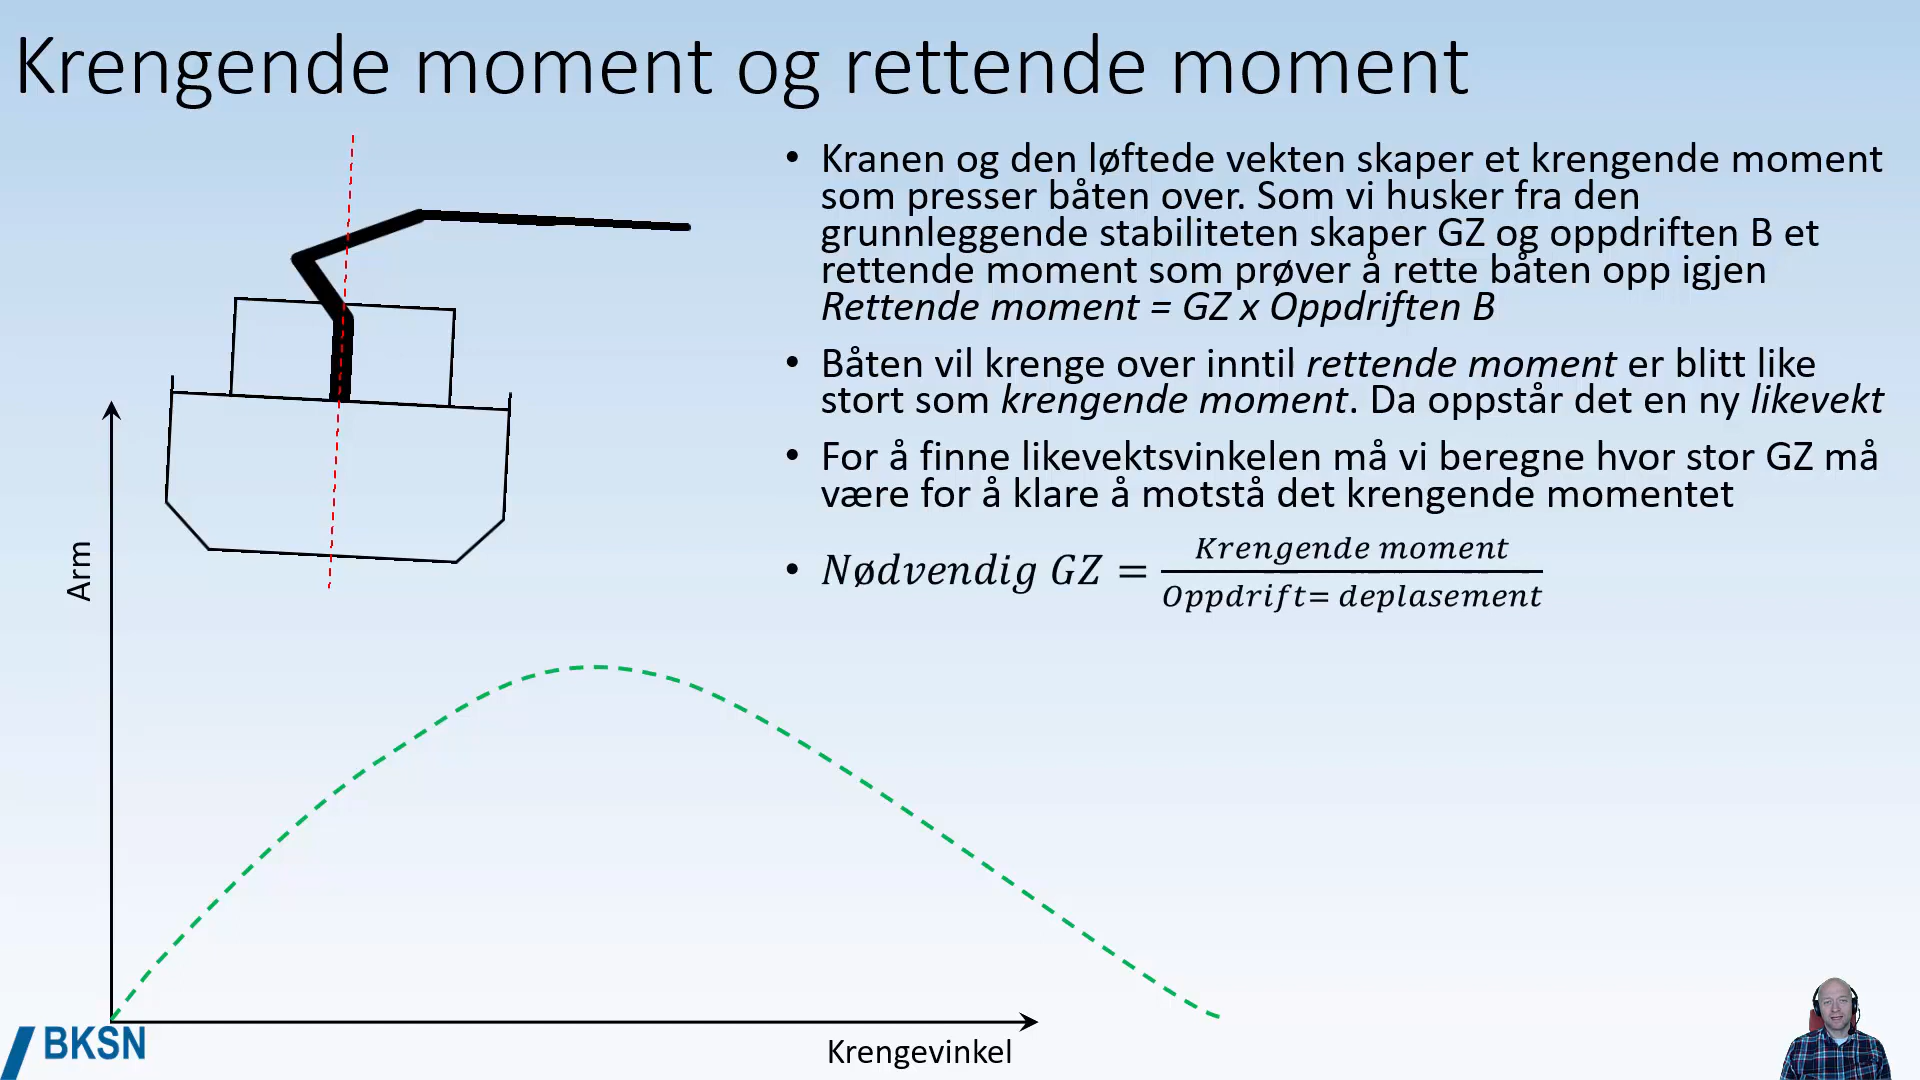 Krengende moment og rettende moment
• Kranen og den løftede vekten skaper et krengende moment
som presser båten over. Som vi husker fra den
grunnleggende stabiliteten skaper GZ og oppdriften B et
rettende moment som prøver å rette båten opp igjen
Rettende moment = GZ x Oppdriften B
• Båten vil krenge over inntil rettende moment er blitt like
stort som krengende moment. Da oppstår det en ny likevekt
• For å finne likevektsvinkelen må vi beregne hvor stor GZ må
være for å klare å motstå det krengende momentet
• Nødvendig GZ = Krengende moment
Oppdrift= deplasement
Arm
Krengevinkel
BKSN